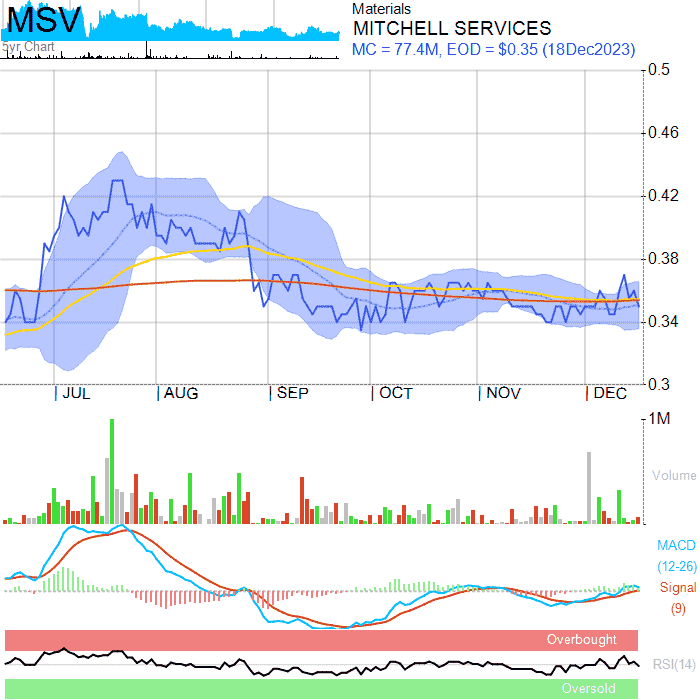 MSV
5yr Chart
Materials
MITCHELL SERVICES
MC = 77.4M, EOD = $0.35 (18Dec2023)
0.5
0.46
0.42
0.38
0.34
0.3
JUL
AUG
SEP
OCT
NOV
DEC
1M
Volume
MACD
(12-26)
Signal
(9)
Overbought
RSI(14)
Oversold